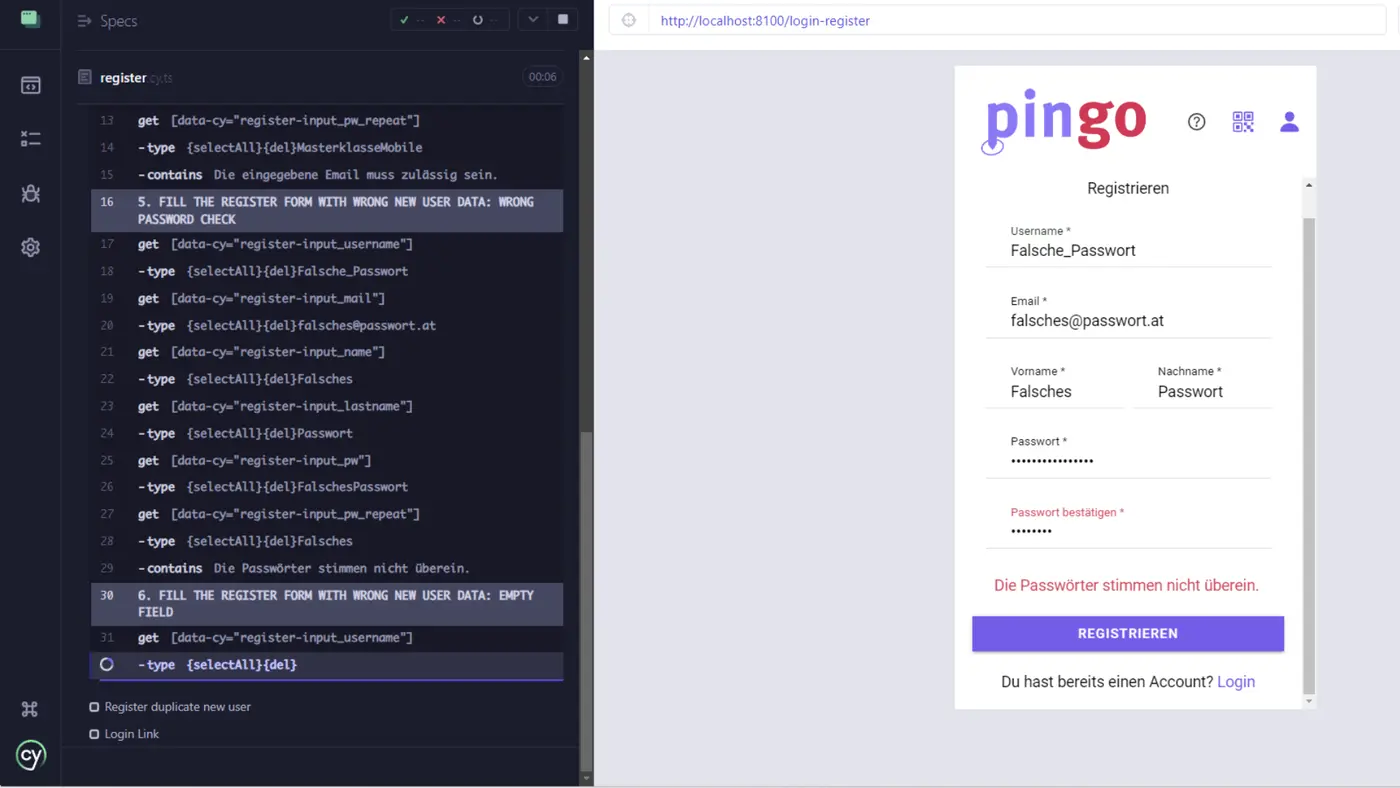 Specs
-- -- --
http://localhost:8100/login-register
register.cy.ts 00:06
13 get [data-cy="register-input_pw_repeat"]
14 -type {selectAll}{del}MasterklasseMobile
15 -contains Die eingegebene Email muss zulässig sein.
16 5. FILL THE REGISTER FORM WITH WRONG NEW USER DATA: WRONG
PASSWORD CHECK
17 get [data-cy="register-input_username"]
18 -type {selectAll}{del}Falsche_Passwort
19 get [data-cy="register-input_mail"]
20 -type {selectAll}{del}falsches@passwort.at
21 get [data-cy="register-input_name"]
22 -type {selectAll}{del}Falsches
23 get [data-cy="register-input_lastname"]
24 -type {selectAll}{del}Passwort
25 get [data-cy="register-input_pw"]
26 -type {selectAll}{del}FalschesPasswort
27 get [data-cy="register-input_pw_repeat"]
28 -type {selectAll}{del}Falsches
29 -contains Die Passwörter stimmen nicht überein.
30 6. FILL THE REGISTER FORM WITH WRONG NEW USER DATA: EMPTY
FIELD
31 get [data-cy="register-input_username"]
-type {selectAll}{del}
Register duplicate new user
Login Link
cy
pingo
Registrieren
Username *
Falsche_Passwort
Email *
falsches@passwort.at
Vorname * Nachname *
Falsches Passwort
Passwort *
••••••••••••••••
Passwort bestätigen *
••••••••
Die Passwörter stimmen nicht überein.
REGISTRIEREN
Du hast bereits einen Account? Login